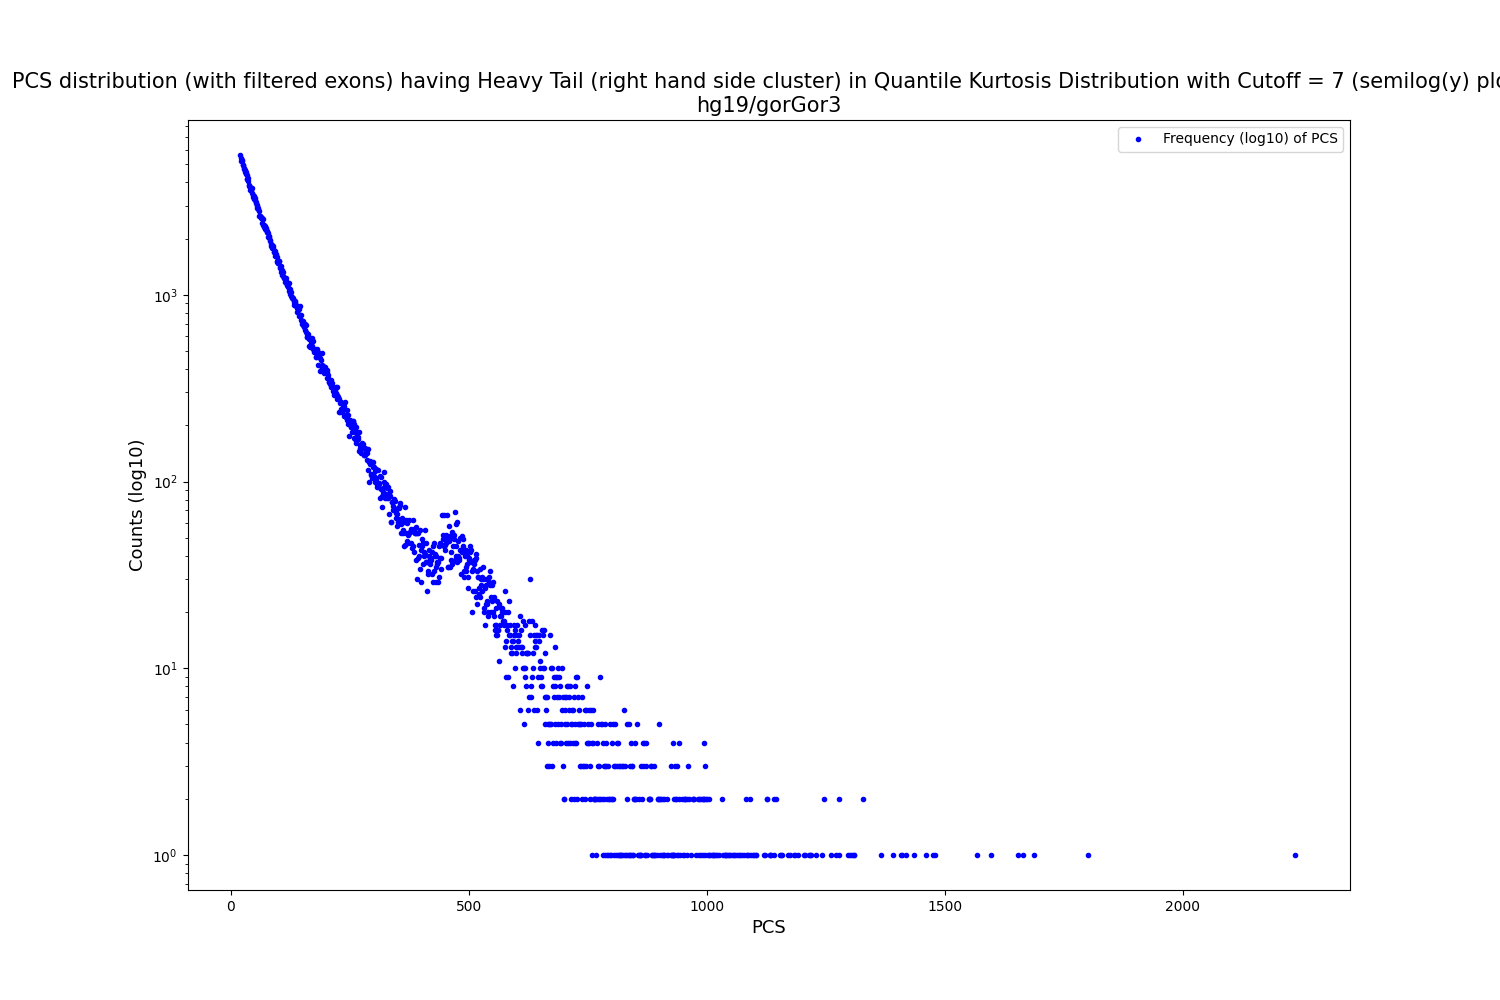 PCS distribution (with filtered exons) having Heavy Tail (right hand side cluster) in Quantile Kurtosis Distribution with Cutoff = 7 (semilog(y) plo
hg19/gorGor3
Frequency (log10) of PCS
10³
10²
10¹
10⁰
Counts (log10)
0 500 1000 1500 2000
PCS